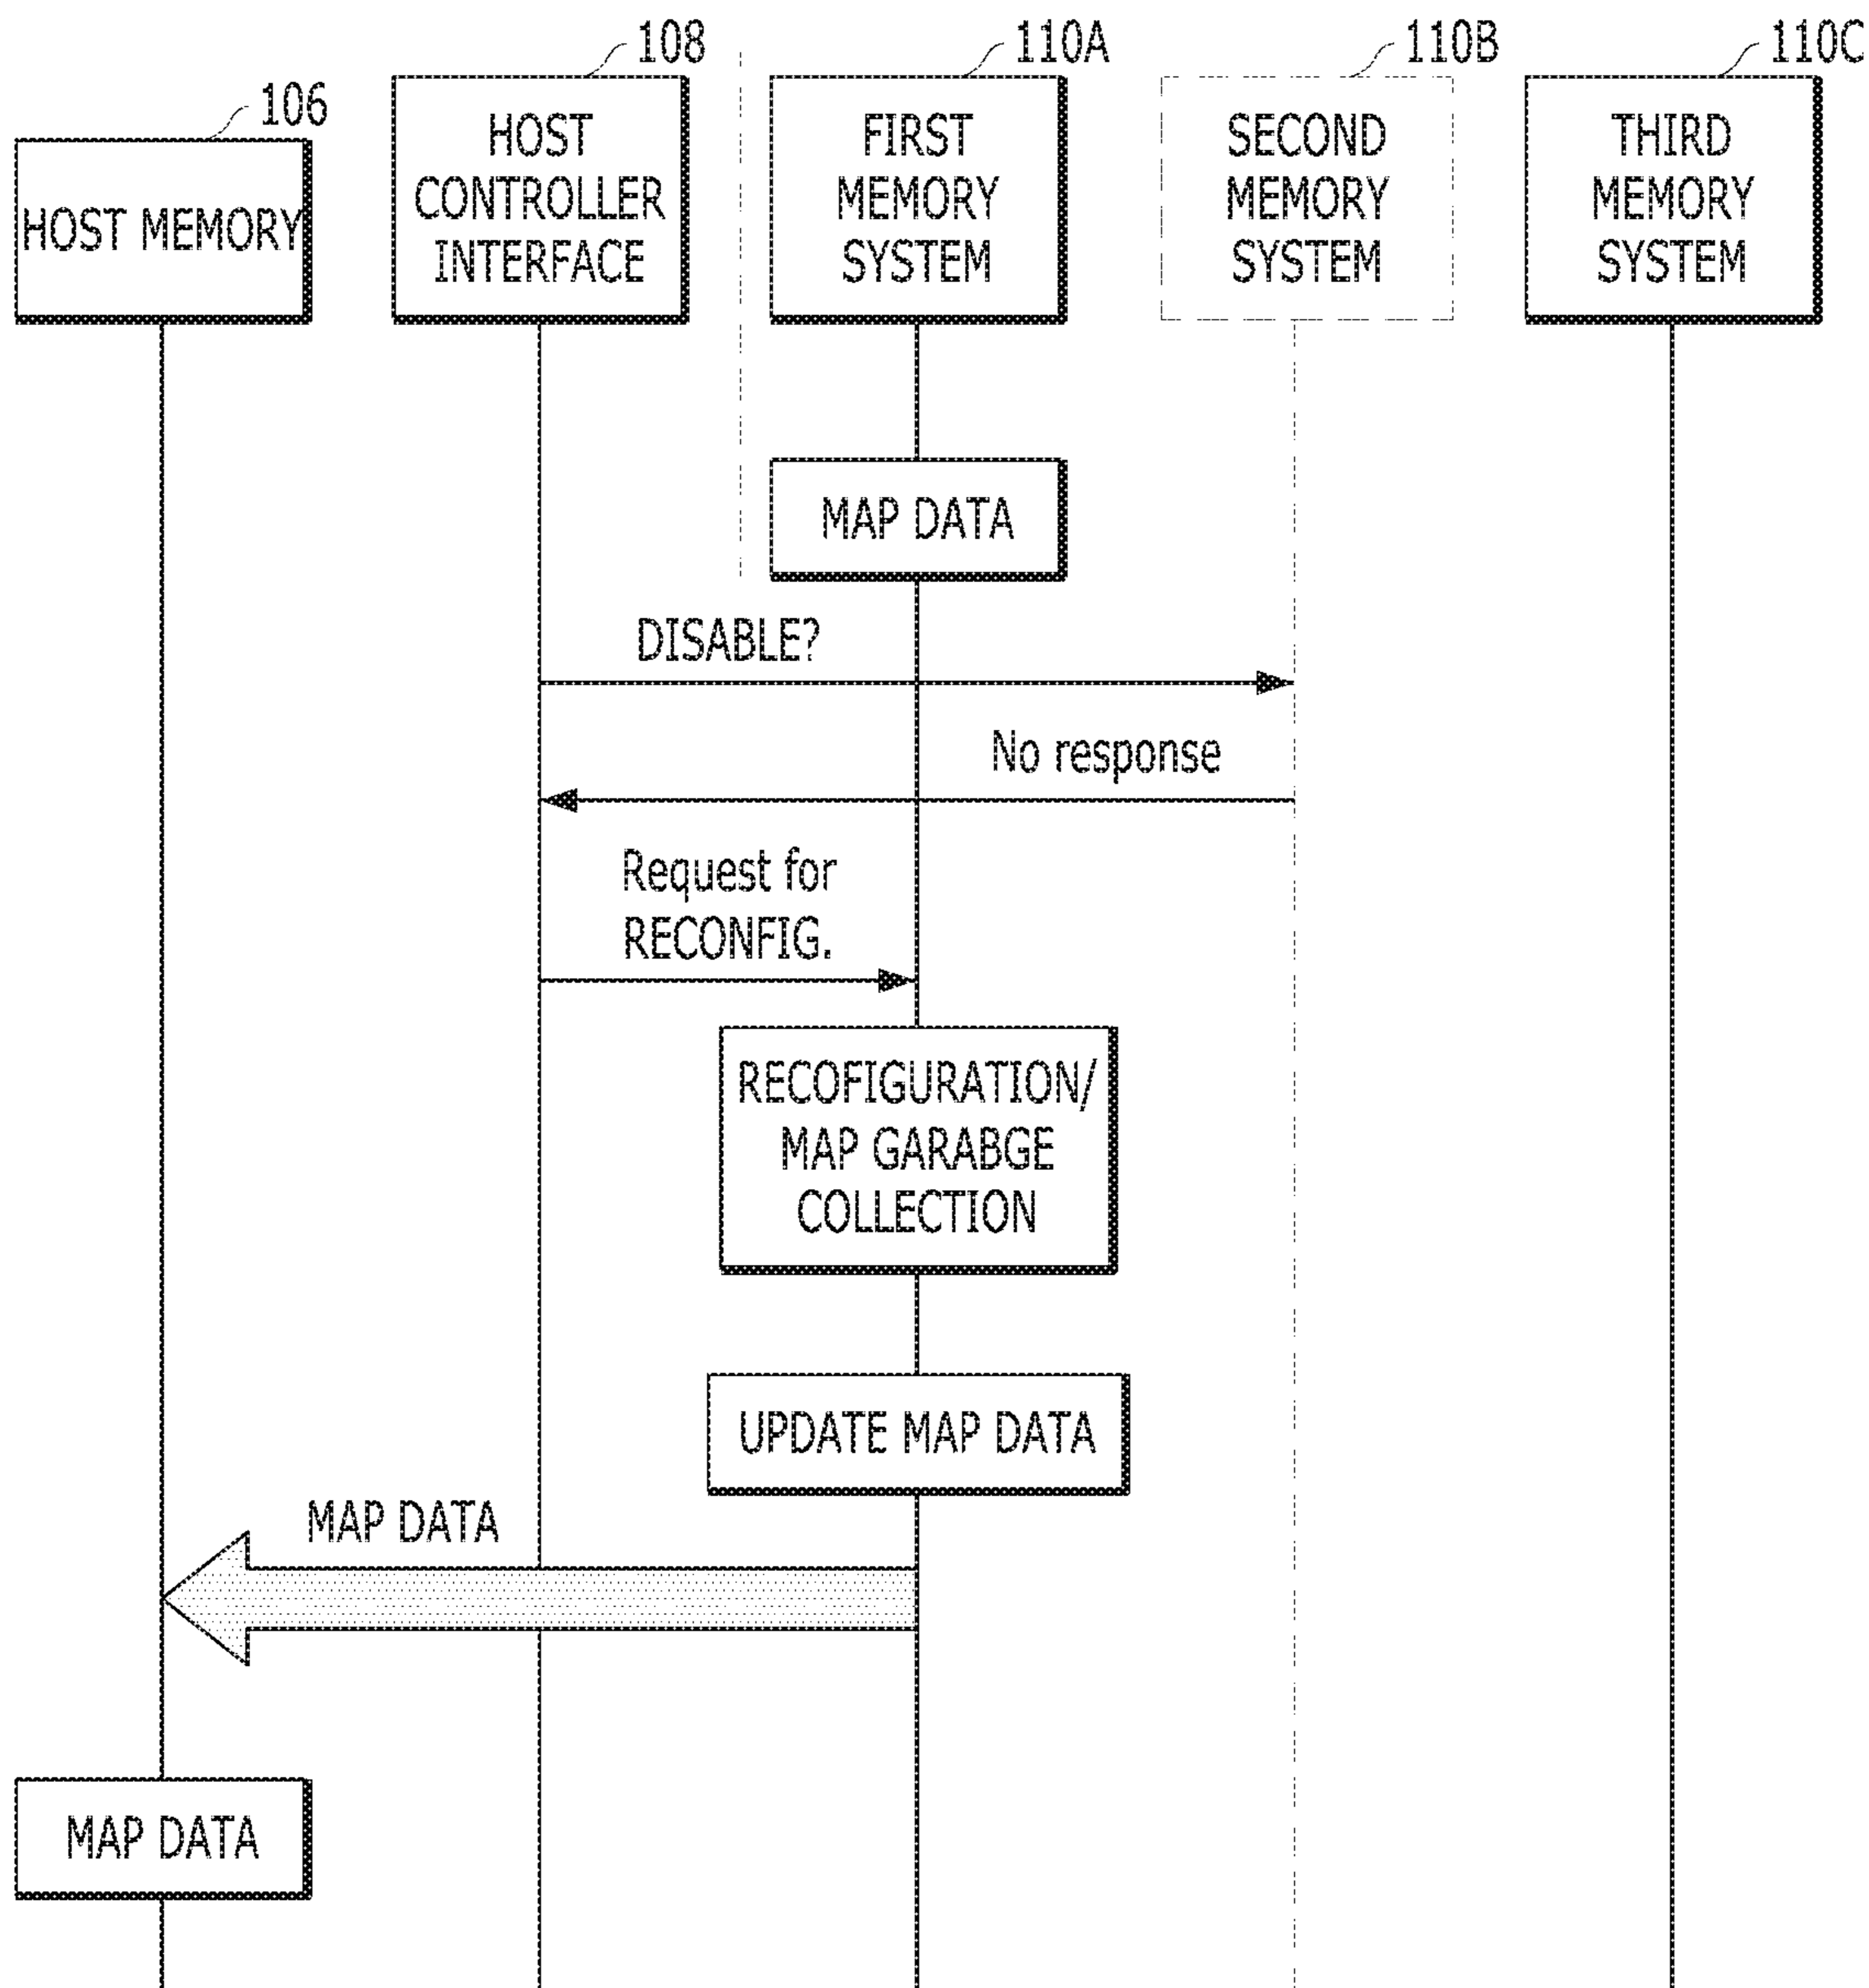 108
110A
110B
110C
106
HOST MEMORY
HOST
CONTROLLER
INTERFACE
FIRST
MEMORY
SYSTEM
SECOND
MEMORY
SYSTEM
THIRD
MEMORY
SYSTEM
MAP DATA
DISABLE?
No response
Request for
RECONFIG.
RECOFIGURATION/
MAP GARABGE
COLLECTION
UPDATE MAP DATA
MAP DATA
MAP DATA